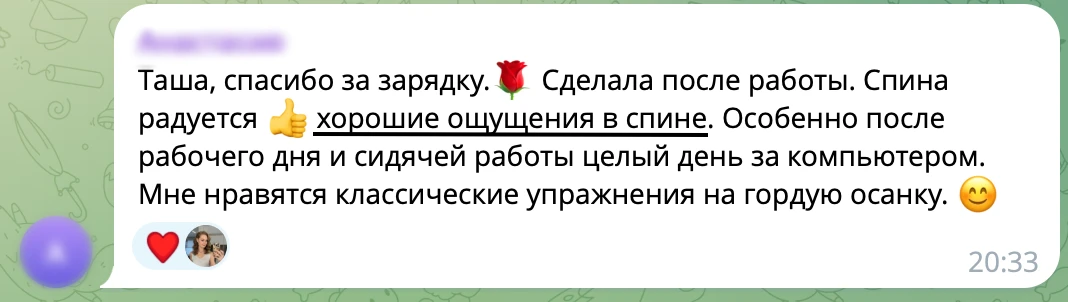 Таша, спасибо за зарядку.🌹 Сделала после работы. Спина
радуется 👍 хорошие ощущения в спине. Особенно после
рабочего дня и сидячей работы целый день за компьютером.
Мне нравятся классические упражнения на гордую осанку. 😊
20:33